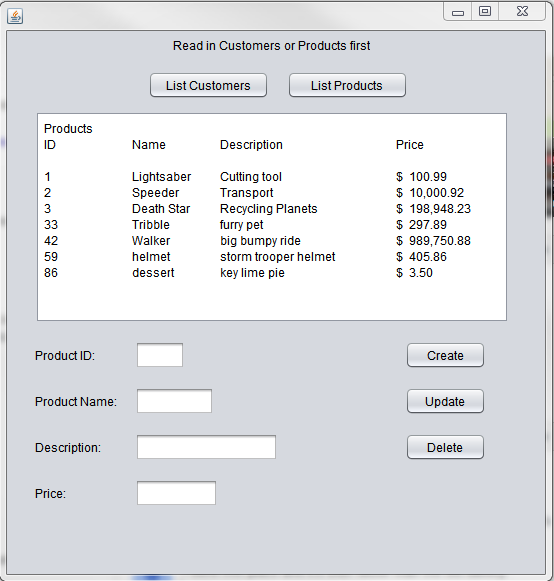 Read in Customers or Products first
List Customers List Products
Products
ID Name Description Price
1 Lightsaber Cutting tool $ 100.99
2 Speeder Transport $ 10,000.92
3 Death Star Recycling Planets $ 198,948.23
33 Tribble furry pet $ 297.89
42 Walker big bumpy ride $ 989,750.88
59 helmet storm trooper helmet $ 405.86
86 dessert key lime pie $ 3.50
Product ID: Create
Product Name: Update
Description: Delete
Price: